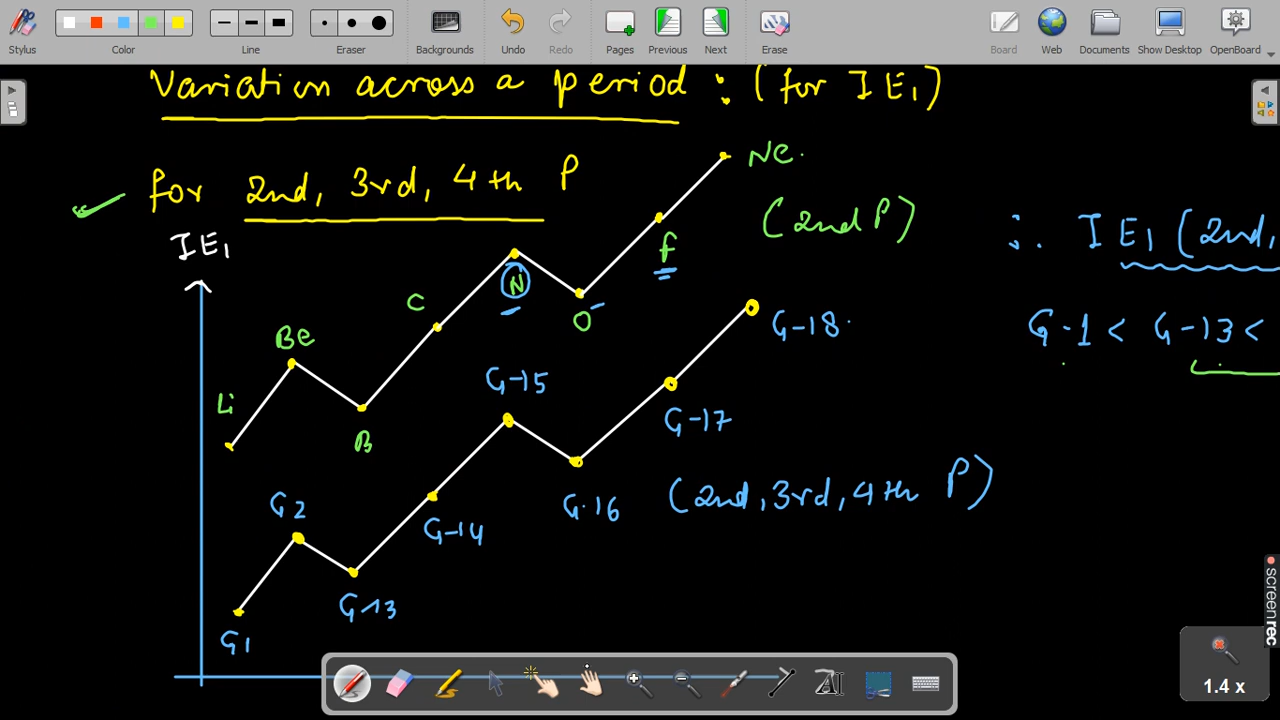 Stylus
Color
Line
Eraser
Backgrounds
Undo
Redo
Pages
Previous
Next
Erase
Board
Web
Documents
Show Desktop
OpenBoard
Variation across a period : (for IE1)
for 2nd, 3rd, 4th P
IE1
Ne.
(2nd P)
Li
Be
B
C
N
O
F
∴ IE1 (2nd,
G-1 < G-13 <
G1
G2
G-13
G-14
G-15
G-16
G-17
G-18
(2nd, 3rd, 4th P)
screenrec
1.4 x